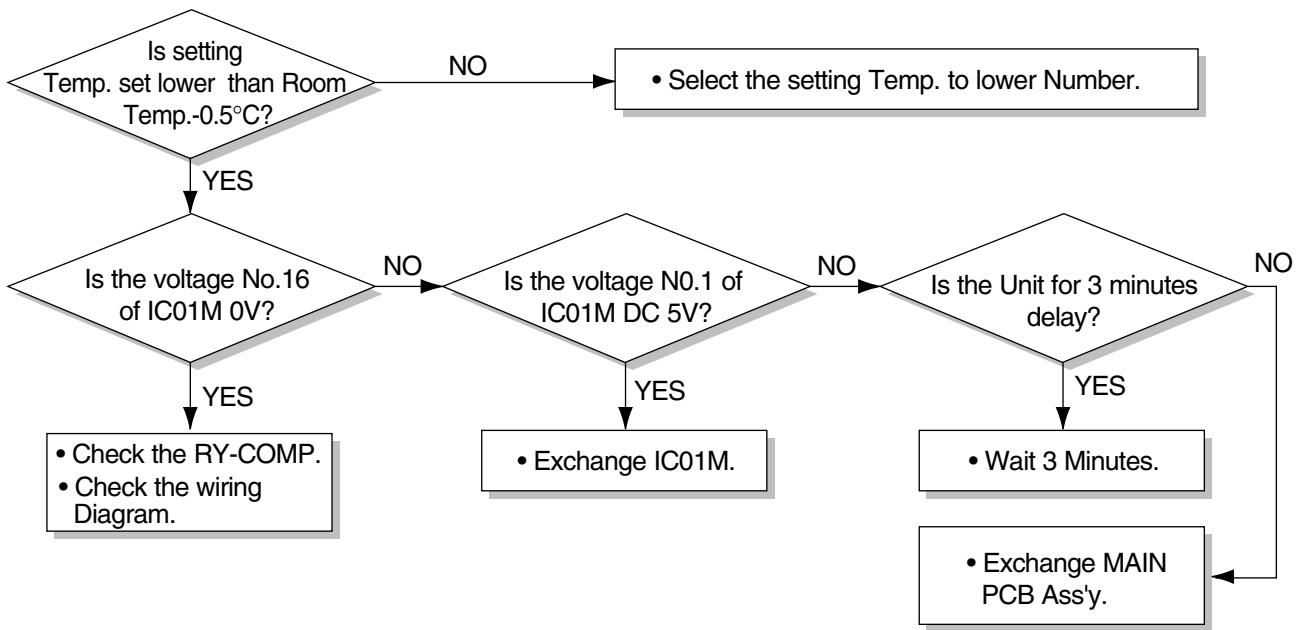 Is setting
Temp. set lower than Room
Temp.-0.5°C?
NO
• Select the setting Temp. to lower Number.
YES
Is the voltage No.16
of IC01M 0V?
NO
Is the voltage N0.1 of
IC01M DC 5V?
NO
Is the Unit for 3 minutes
delay?
NO
YES
YES
YES
• Check the RY-COMP.
• Check the wiring
Diagram.
• Exchange IC01M.
• Wait 3 Minutes.
• Exchange MAIN
PCB Ass'y.